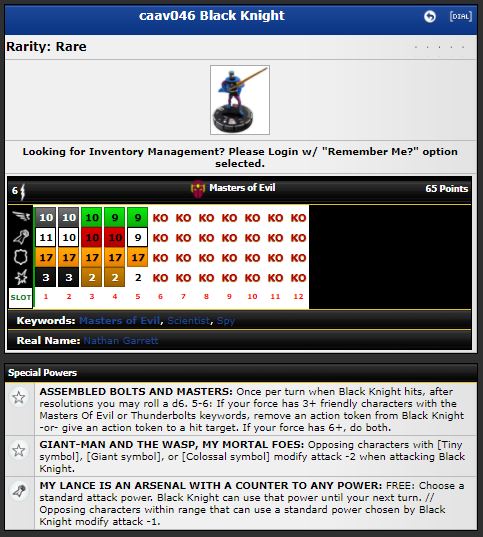 caav046 Black Knight
[DIAL]
Rarity: Rare
Looking for Inventory Management? Please Login w/ "Remember Me?" option
selected.
6 Masters of Evil 65 Points
10 10 10 9 9 KO KO KO KO KO KO KO
11 10 10 10 9 KO KO KO KO KO KO KO
17 17 17 17 17 KO KO KO KO KO KO KO
3 3 2 2 2 KO KO KO KO KO KO KO
SLOT 1 2 3 4 5 6 7 8 9 10 11 12
Keywords: Masters of Evil, Scientist, Spy
Real Name: Nathan Garrett
Special Powers
ASSEMBLED BOLTS AND MASTERS: Once per turn when Black Knight hits, after
resolutions you may roll a d6. 5-6: If your force has 3+ friendly characters with the
Masters Of Evil or Thunderbolts keywords, remove an action token from Black Knight
-or- give an action token to a hit target. If your force has 6+, do both.
GIANT-MAN AND THE WASP, MY MORTAL FOES: Opposing characters with [Tiny
symbol], [Giant symbol], or [Colossal symbol] modify attack -2 when attacking Black
Knight.
MY LANCE IS AN ARSENAL WITH A COUNTER TO ANY POWER: FREE: Choose a
standard attack power. Black Knight can use that power until your next turn. //
Opposing characters within range that can use a standard power chosen by Black
Knight modify attack -1.